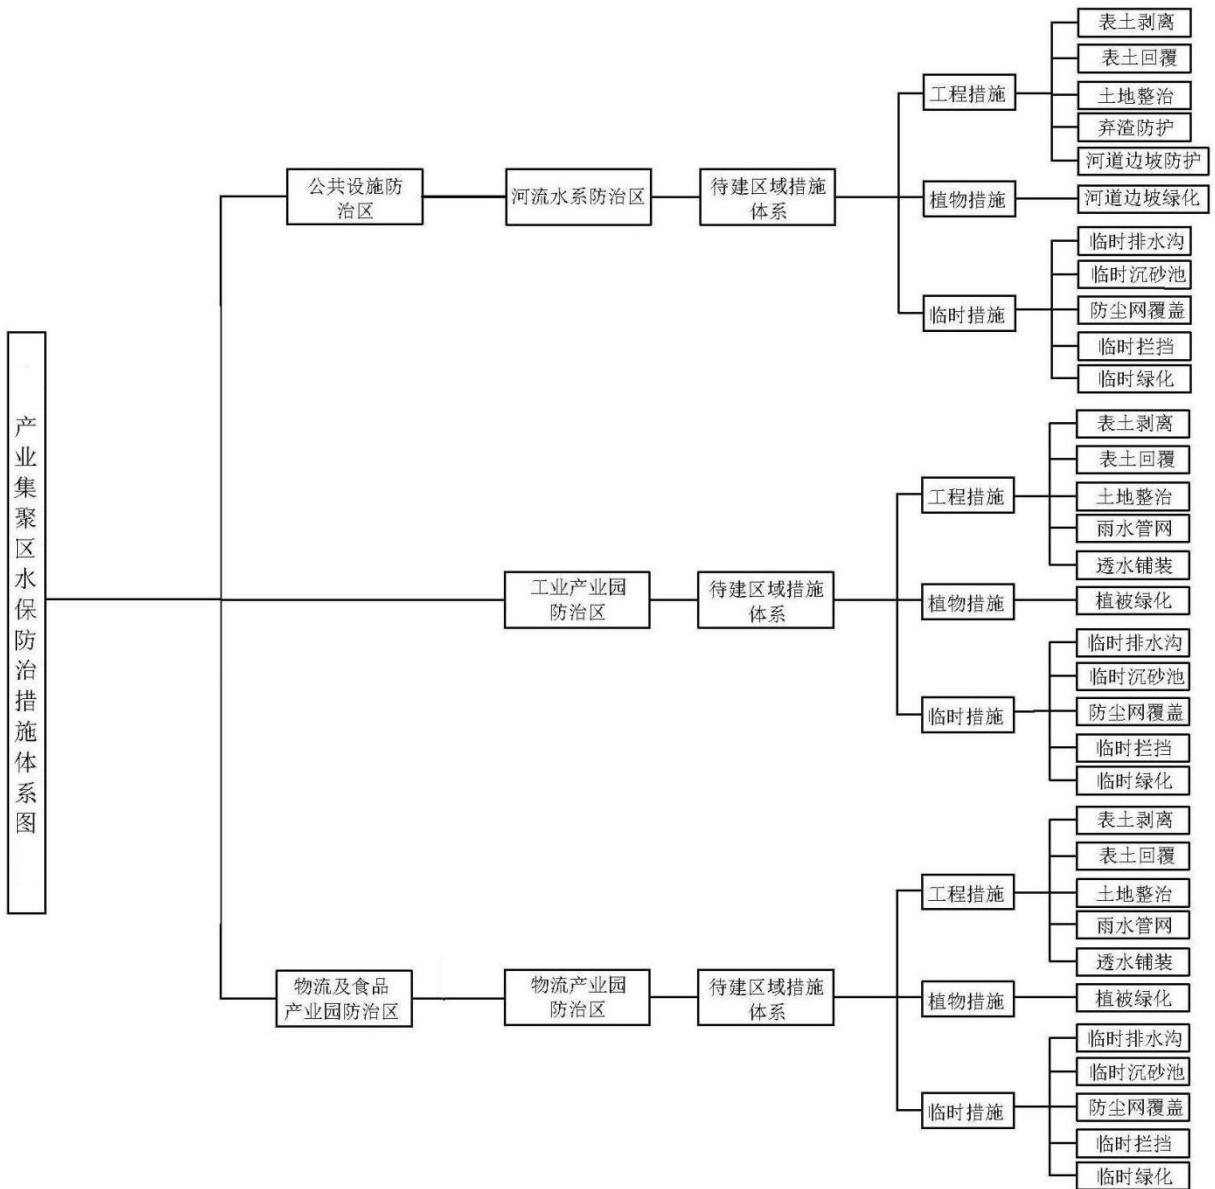 产业集聚区水保防治措施体系图
公共设施防
治区
河流水系防治区
待建区域措施
体系
工程措施
表土剥离
表土回覆
土地整治
弃渣防护
河道边坡防护
植物措施
河道边坡绿化
临时措施
临时排水沟
临时沉砂池
防尘网覆盖
临时拦挡
临时绿化
工业产业园
防治区
待建区域措施
体系
工程措施
表土剥离
表土回覆
土地整治
雨水管网
透水铺装
植物措施
植被绿化
临时措施
临时排水沟
临时沉砂池
防尘网覆盖
临时拦挡
临时绿化
物流及食品
产业园防治区
物流产业园
防治区
待建区域措施
体系
工程措施
表土剥离
表土回覆
土地整治
雨水管网
透水铺装
植物措施
植被绿化
临时措施
临时排水沟
临时沉砂池
防尘网覆盖
临时拦挡
临时绿化